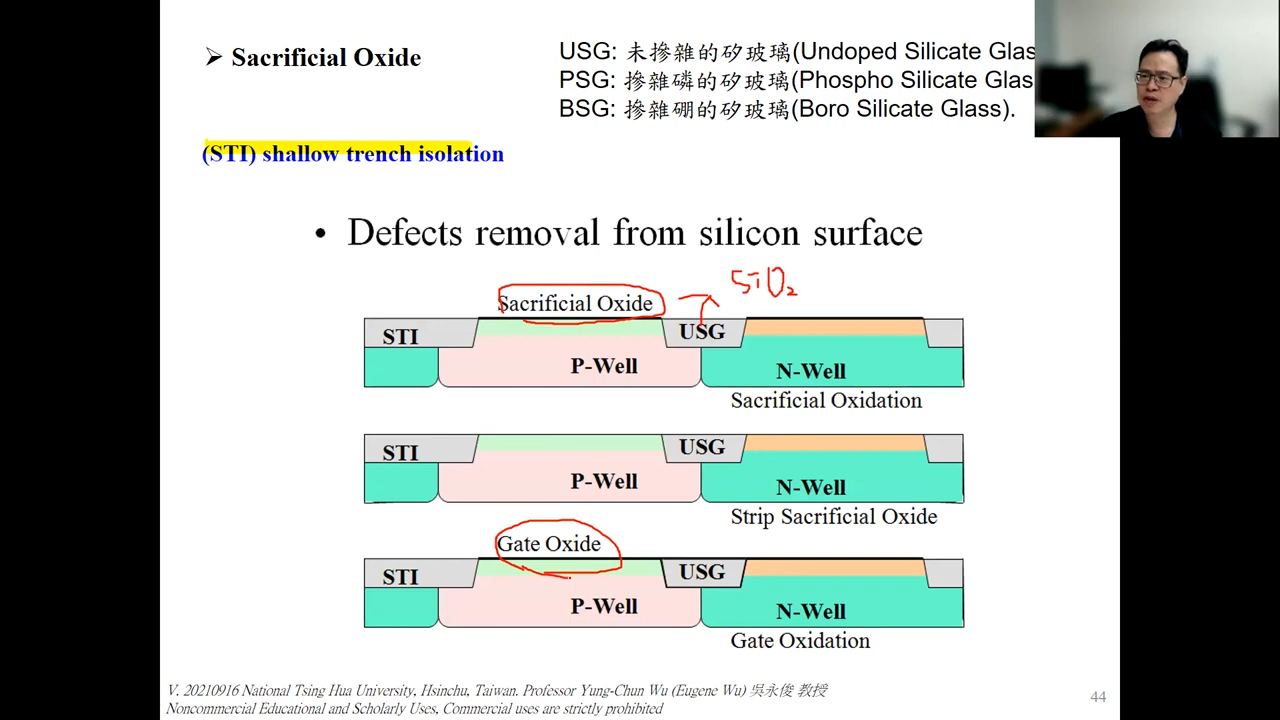 ➢ Sacrificial Oxide
USG: 未摻雜的矽玻璃(Undoped Silicate Glas
PSG: 摻雜磷的矽玻璃(Phospho Silicate Glas
BSG: 摻雜硼的矽玻璃(Boro Silicate Glass).
(STI) shallow trench isolation
• Defects removal from silicon surface
SiO2
Sacrificial Oxide
STI
USG
P-Well
N-Well
Sacrificial Oxidation
STI
USG
P-Well
N-Well
Strip Sacrificial Oxide
Gate Oxide
STI
USG
P-Well
N-Well
Gate Oxidation
V. 20210916 National Tsing Hua University, Hsinchu, Taiwan. Professor Yung-Chun Wu (Eugene Wu) 吳永俊 教授
Noncommercial Educational and Scholarly Uses, Commercial uses are strictly prohibited
44